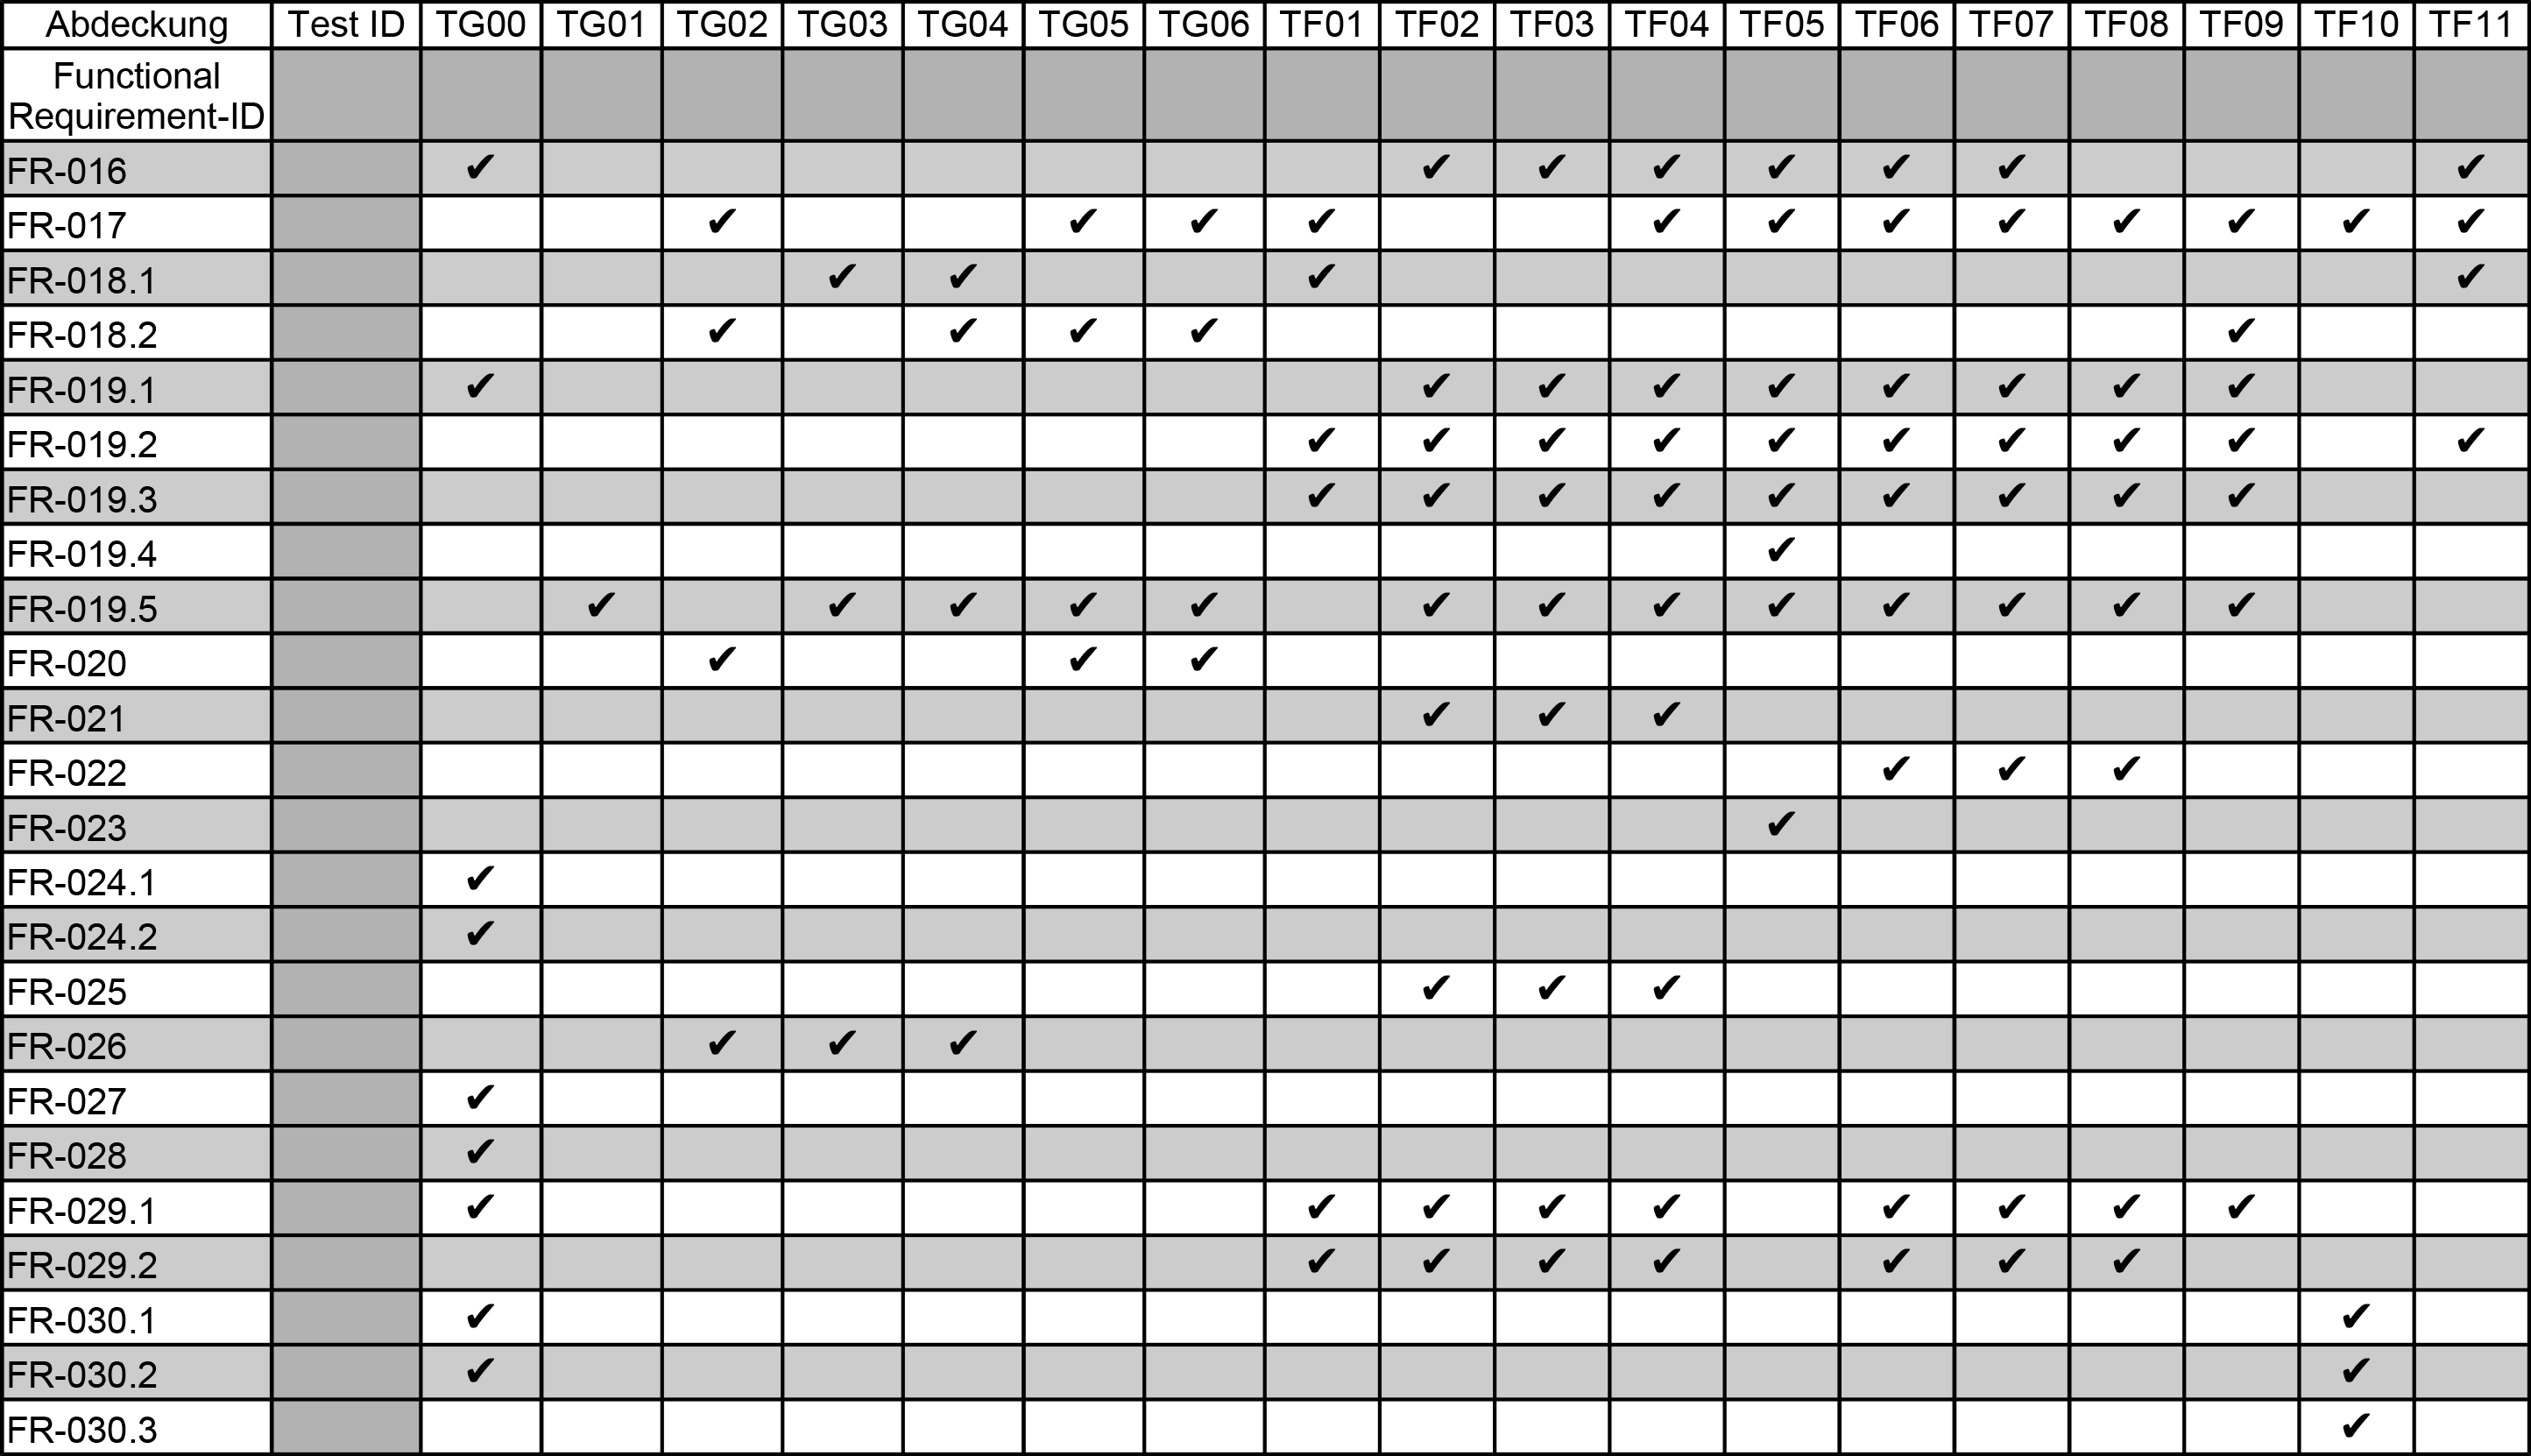 Abdeckung Test ID TG00 TG01 TG02 TG03 TG04 TG05 TG06 TF01 TF02 TF03 TF04 TF05 TF06 TF07 TF08 TF09 TF10 TF11
Functional
Requirement-ID
FR-016 ✔ ✔ ✔ ✔ ✔ ✔ ✔ ✔
FR-017 ✔ ✔ ✔ ✔ ✔ ✔ ✔ ✔ ✔ ✔ ✔ ✔
FR-018.1 ✔ ✔ ✔ ✔
FR-018.2 ✔ ✔ ✔ ✔ ✔
FR-019.1 ✔ ✔ ✔ ✔ ✔ ✔ ✔ ✔ ✔
FR-019.2 ✔ ✔ ✔ ✔ ✔ ✔ ✔ ✔ ✔ ✔
FR-019.3 ✔ ✔ ✔ ✔ ✔ ✔ ✔ ✔ ✔
FR-019.4 ✔
FR-019.5 ✔ ✔ ✔ ✔ ✔ ✔ ✔ ✔ ✔ ✔ ✔ ✔ ✔
FR-020 ✔ ✔ ✔
FR-021 ✔ ✔ ✔
FR-022 ✔ ✔ ✔
FR-023 ✔
FR-024.1 ✔
FR-024.2 ✔
FR-025 ✔ ✔ ✔
FR-026 ✔ ✔ ✔
FR-027 ✔
FR-028 ✔
FR-029.1 ✔ ✔ ✔ ✔ ✔ ✔ ✔ ✔ ✔
FR-029.2 ✔ ✔ ✔ ✔ ✔ ✔ ✔
FR-030.1 ✔ ✔
FR-030.2 ✔ ✔
FR-030.3 ✔